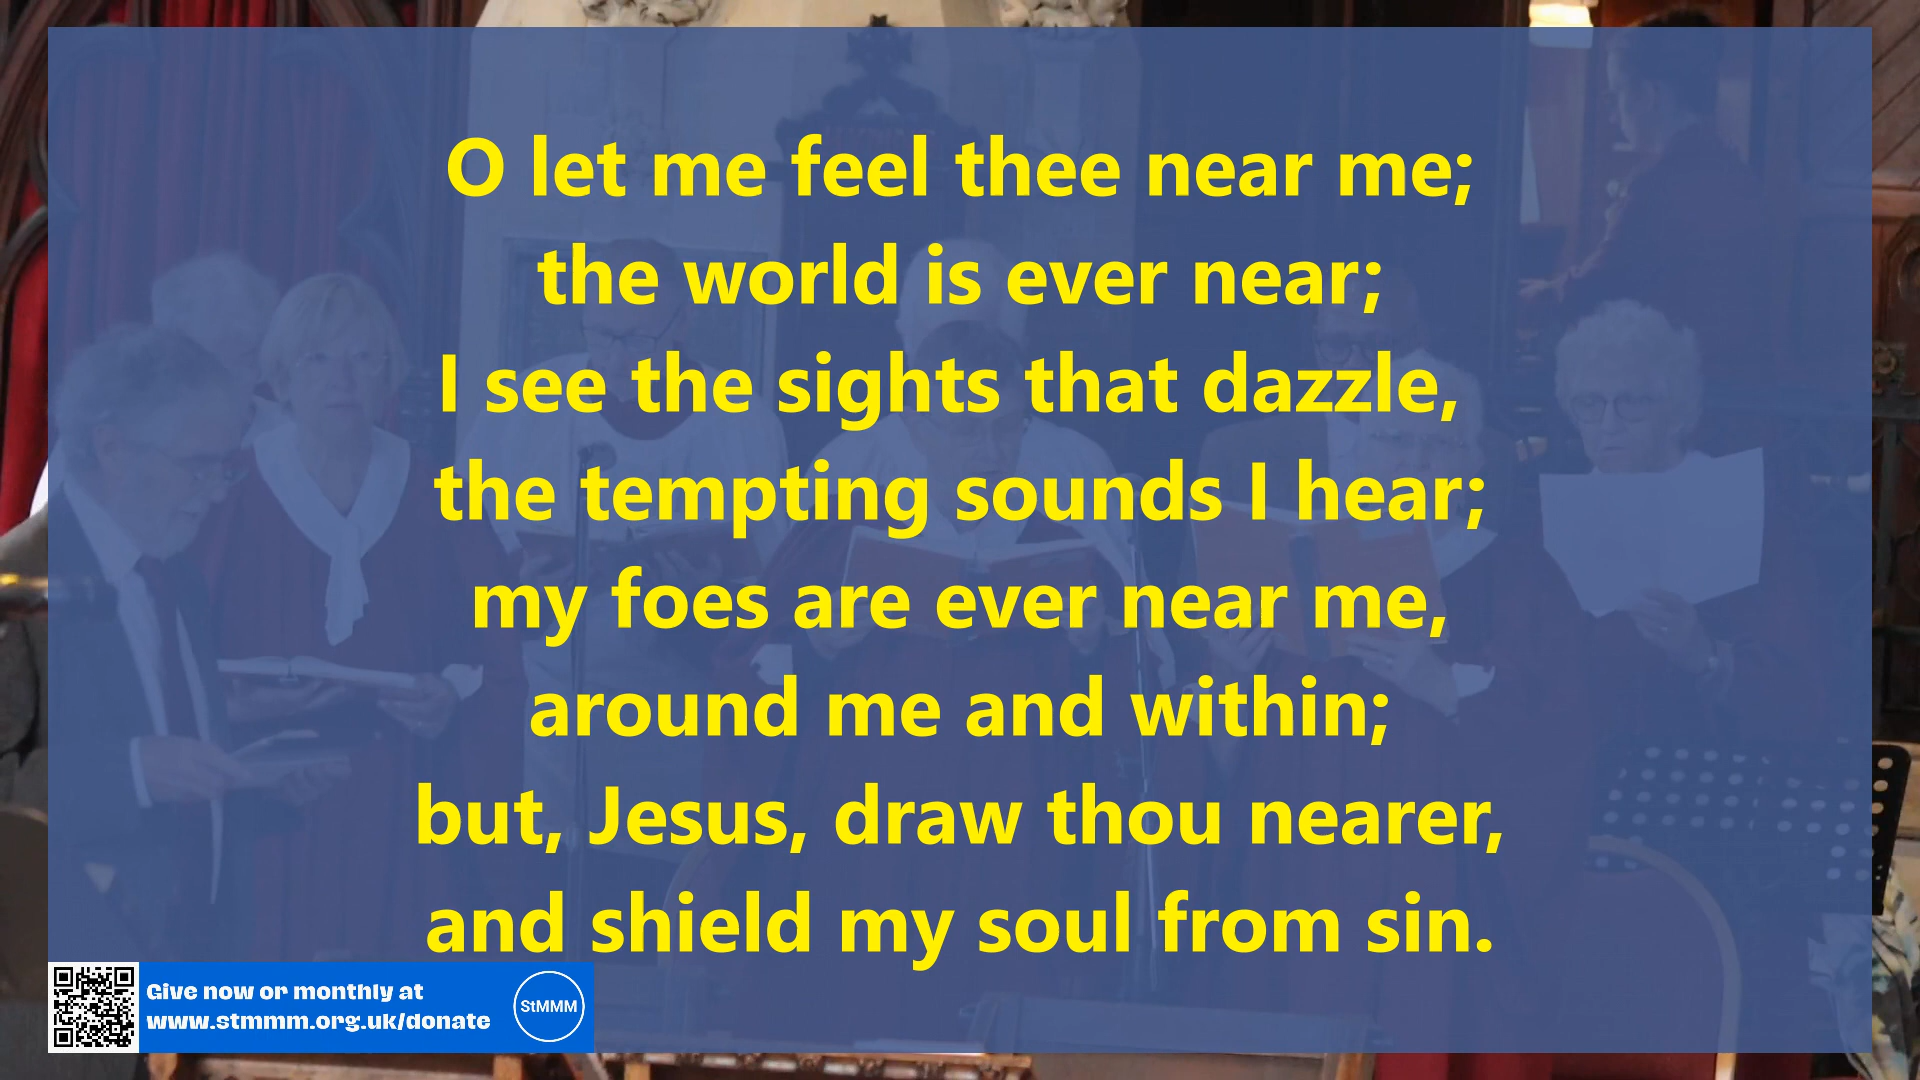 O let me feel thee near me;
the world is ever near;
I see the sights that dazzle,
the tempting sounds I hear;
my foes are ever near me,
around me and within;
but, Jesus, draw thou nearer,
and shield my soul from sin.
Give now or monthly at
www.stmmm.org.uk/donate
StMMM